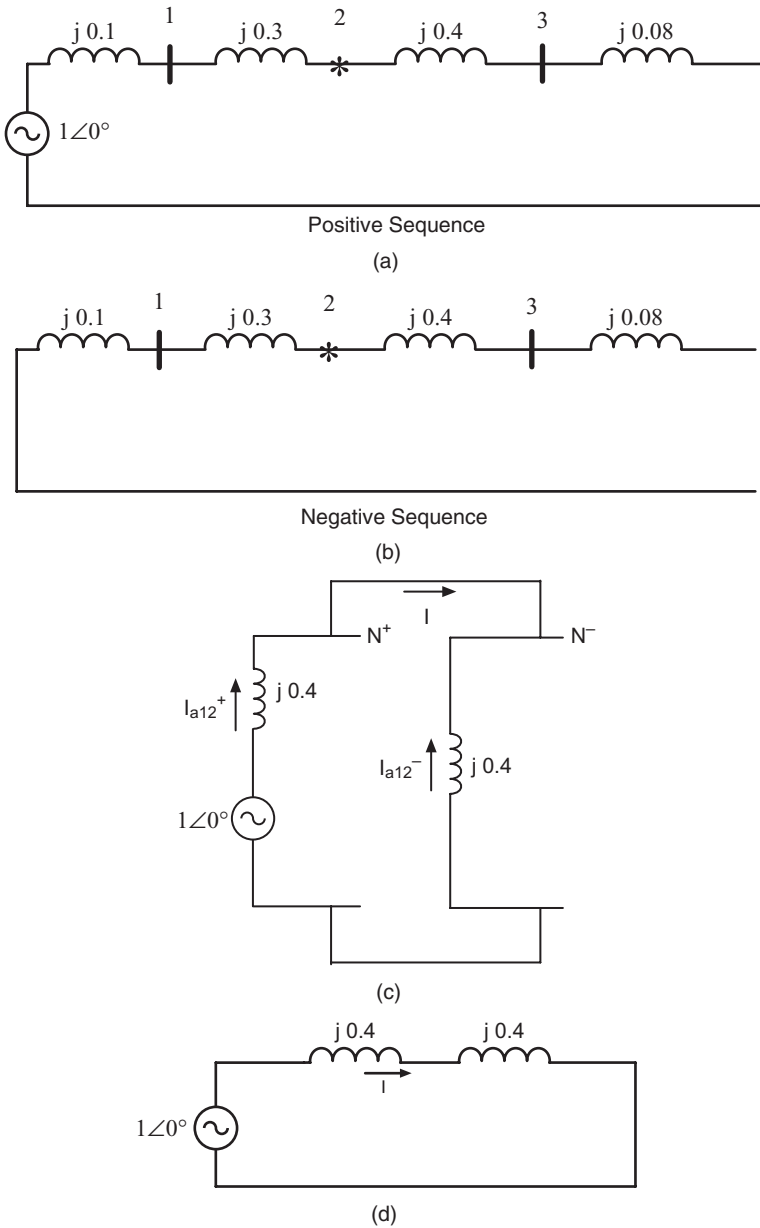 1 2 3
j 0.1 j 0.3 j 0.4 j 0.08
1∠0°
Positive Sequence
(a)
1 2 3
j 0.1 j 0.3 j 0.4 j 0.08
Negative Sequence
(b)
I
N⁺ N⁻
j 0.4
Iₐ₁₂⁺
Iₐ₁₂⁻ j 0.4
1∠0°
(c)
j 0.4 j 0.4
I
1∠0°
(d)